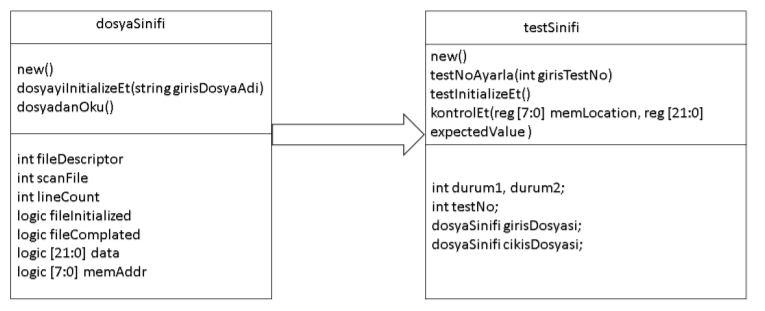 dosyaSinifi
new()
dosyayiInitializeEt(string girisDosyaAdi)
dosyadanOku()
int fileDescriptor
int scanFile
int lineCount
logic fileInitialized
logic fileComplated
logic [21:0] data
logic [7:0] memAddr
testSinifi
new()
testNoAyarla(int girisTestNo)
testInitializeEt()
kontrolEt(reg [7:0] memLocation, reg [21:0]
expectedValue )
int durum1, durum2;
int testNo;
dosyaSinifi girisDosyasi;
dosyaSinifi cikisDosyasi;